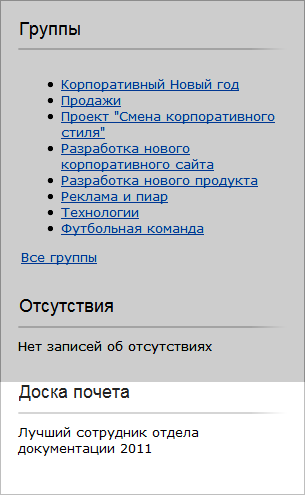 Группы
Корпоративный Новый год
Продажи
Проект "Смена корпоративного
стиля"
Разработка нового
корпоративного сайта
Разработка нового продукта
Реклама и пиар
Технологии
Футбольная команда
Все группы
Отсутствия
Нет записей об отсутствиях
Доска почета
Лучший сотрудник отдела
документации 2011